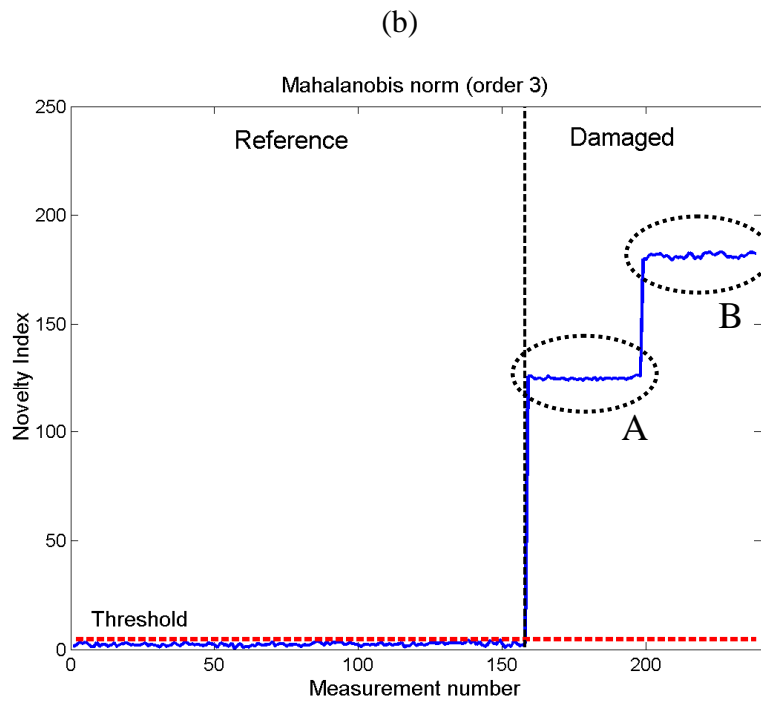 (b)
Mahalanobis norm (order 3)
250
Reference
Damaged
200
B
150
A
Novelty Index
100
50
Threshold
0
0 50 100 150 200
Measurement number